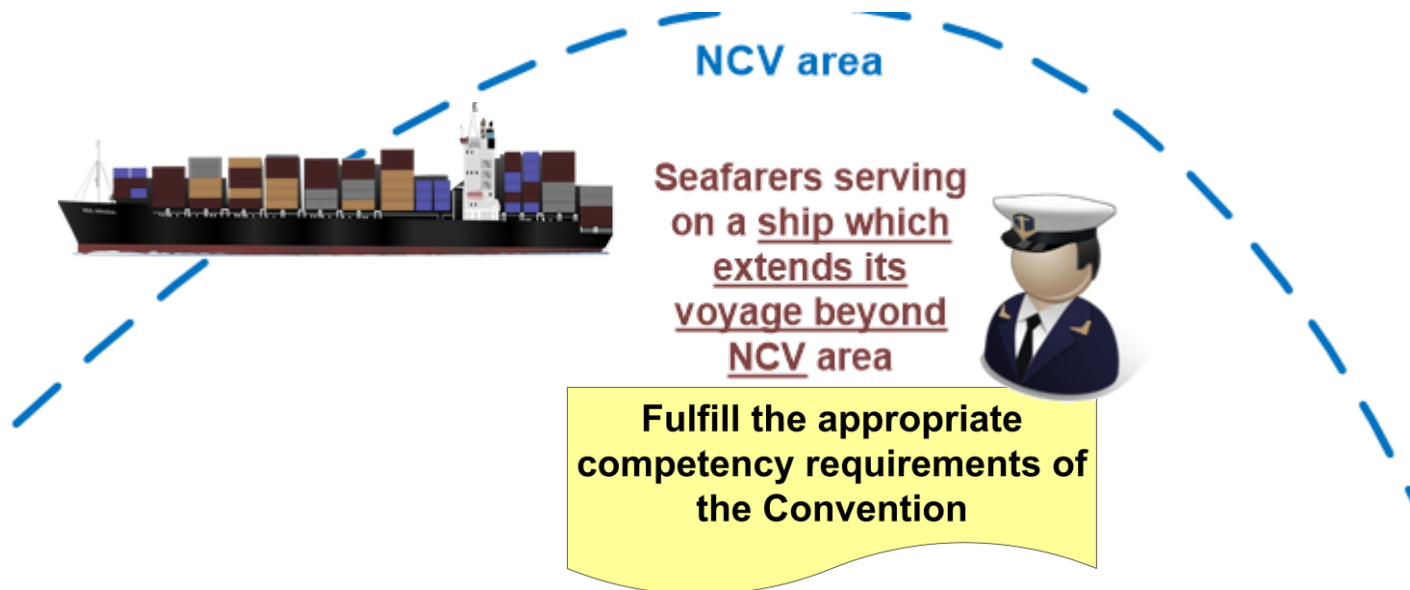 NCV area
Seafarers serving
on a ship which
extends its
voyage beyond
NCV area
Fulfill the appropriate
competency requirements of
the Convention